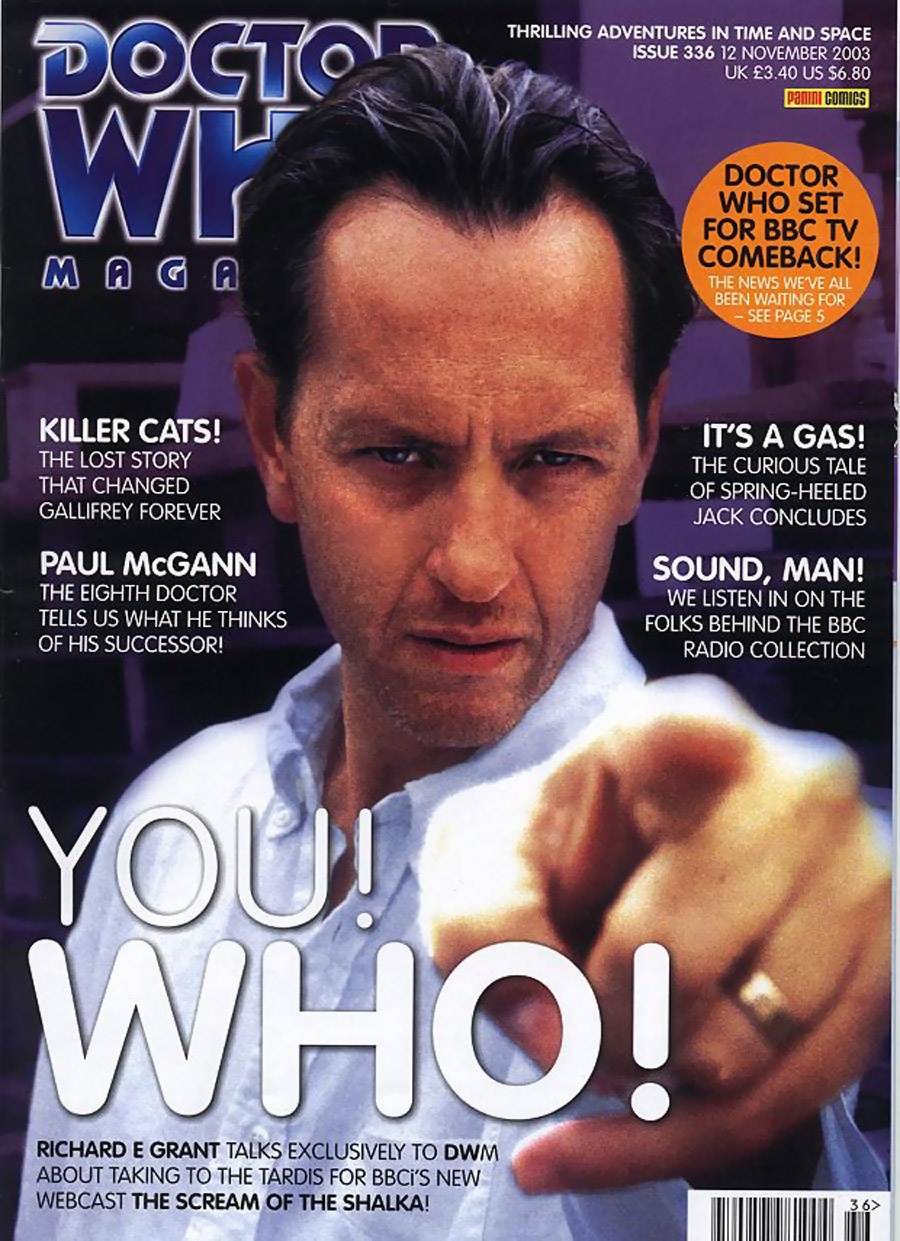 DOCTOR
WH
MAGA
THRILLING ADVENTURES IN TIME AND SPACE
ISSUE 336 12 NOVEMBER 2003
UK £3.40 US $6.80
PANINI COMICS
DOCTOR
WHO SET
FOR BBC TV
COMEBACK!
THE NEWS WE'VE ALL
BEEN WAITING FOR
– SEE PAGE 5
KILLER CATS!
THE LOST STORY
THAT CHANGED
GALLIFREY FOREVER
PAUL McGANN
THE EIGHTH DOCTOR
TELLS US WHAT HE THINKS
OF HIS SUCCESSOR!
IT'S A GAS!
THE CURIOUS TALE
OF SPRING-HEELED
JACK CONCLUDES
SOUND, MAN!
WE LISTEN IN ON THE
FOLKS BEHIND THE BBC
RADIO COLLECTION
YOU!
WHO!
RICHARD E GRANT TALKS EXCLUSIVELY TO DWM
ABOUT TAKING TO THE TARDIS FOR BBCi'S NEW
WEBCAST THE SCREAM OF THE SHALKA!
36>